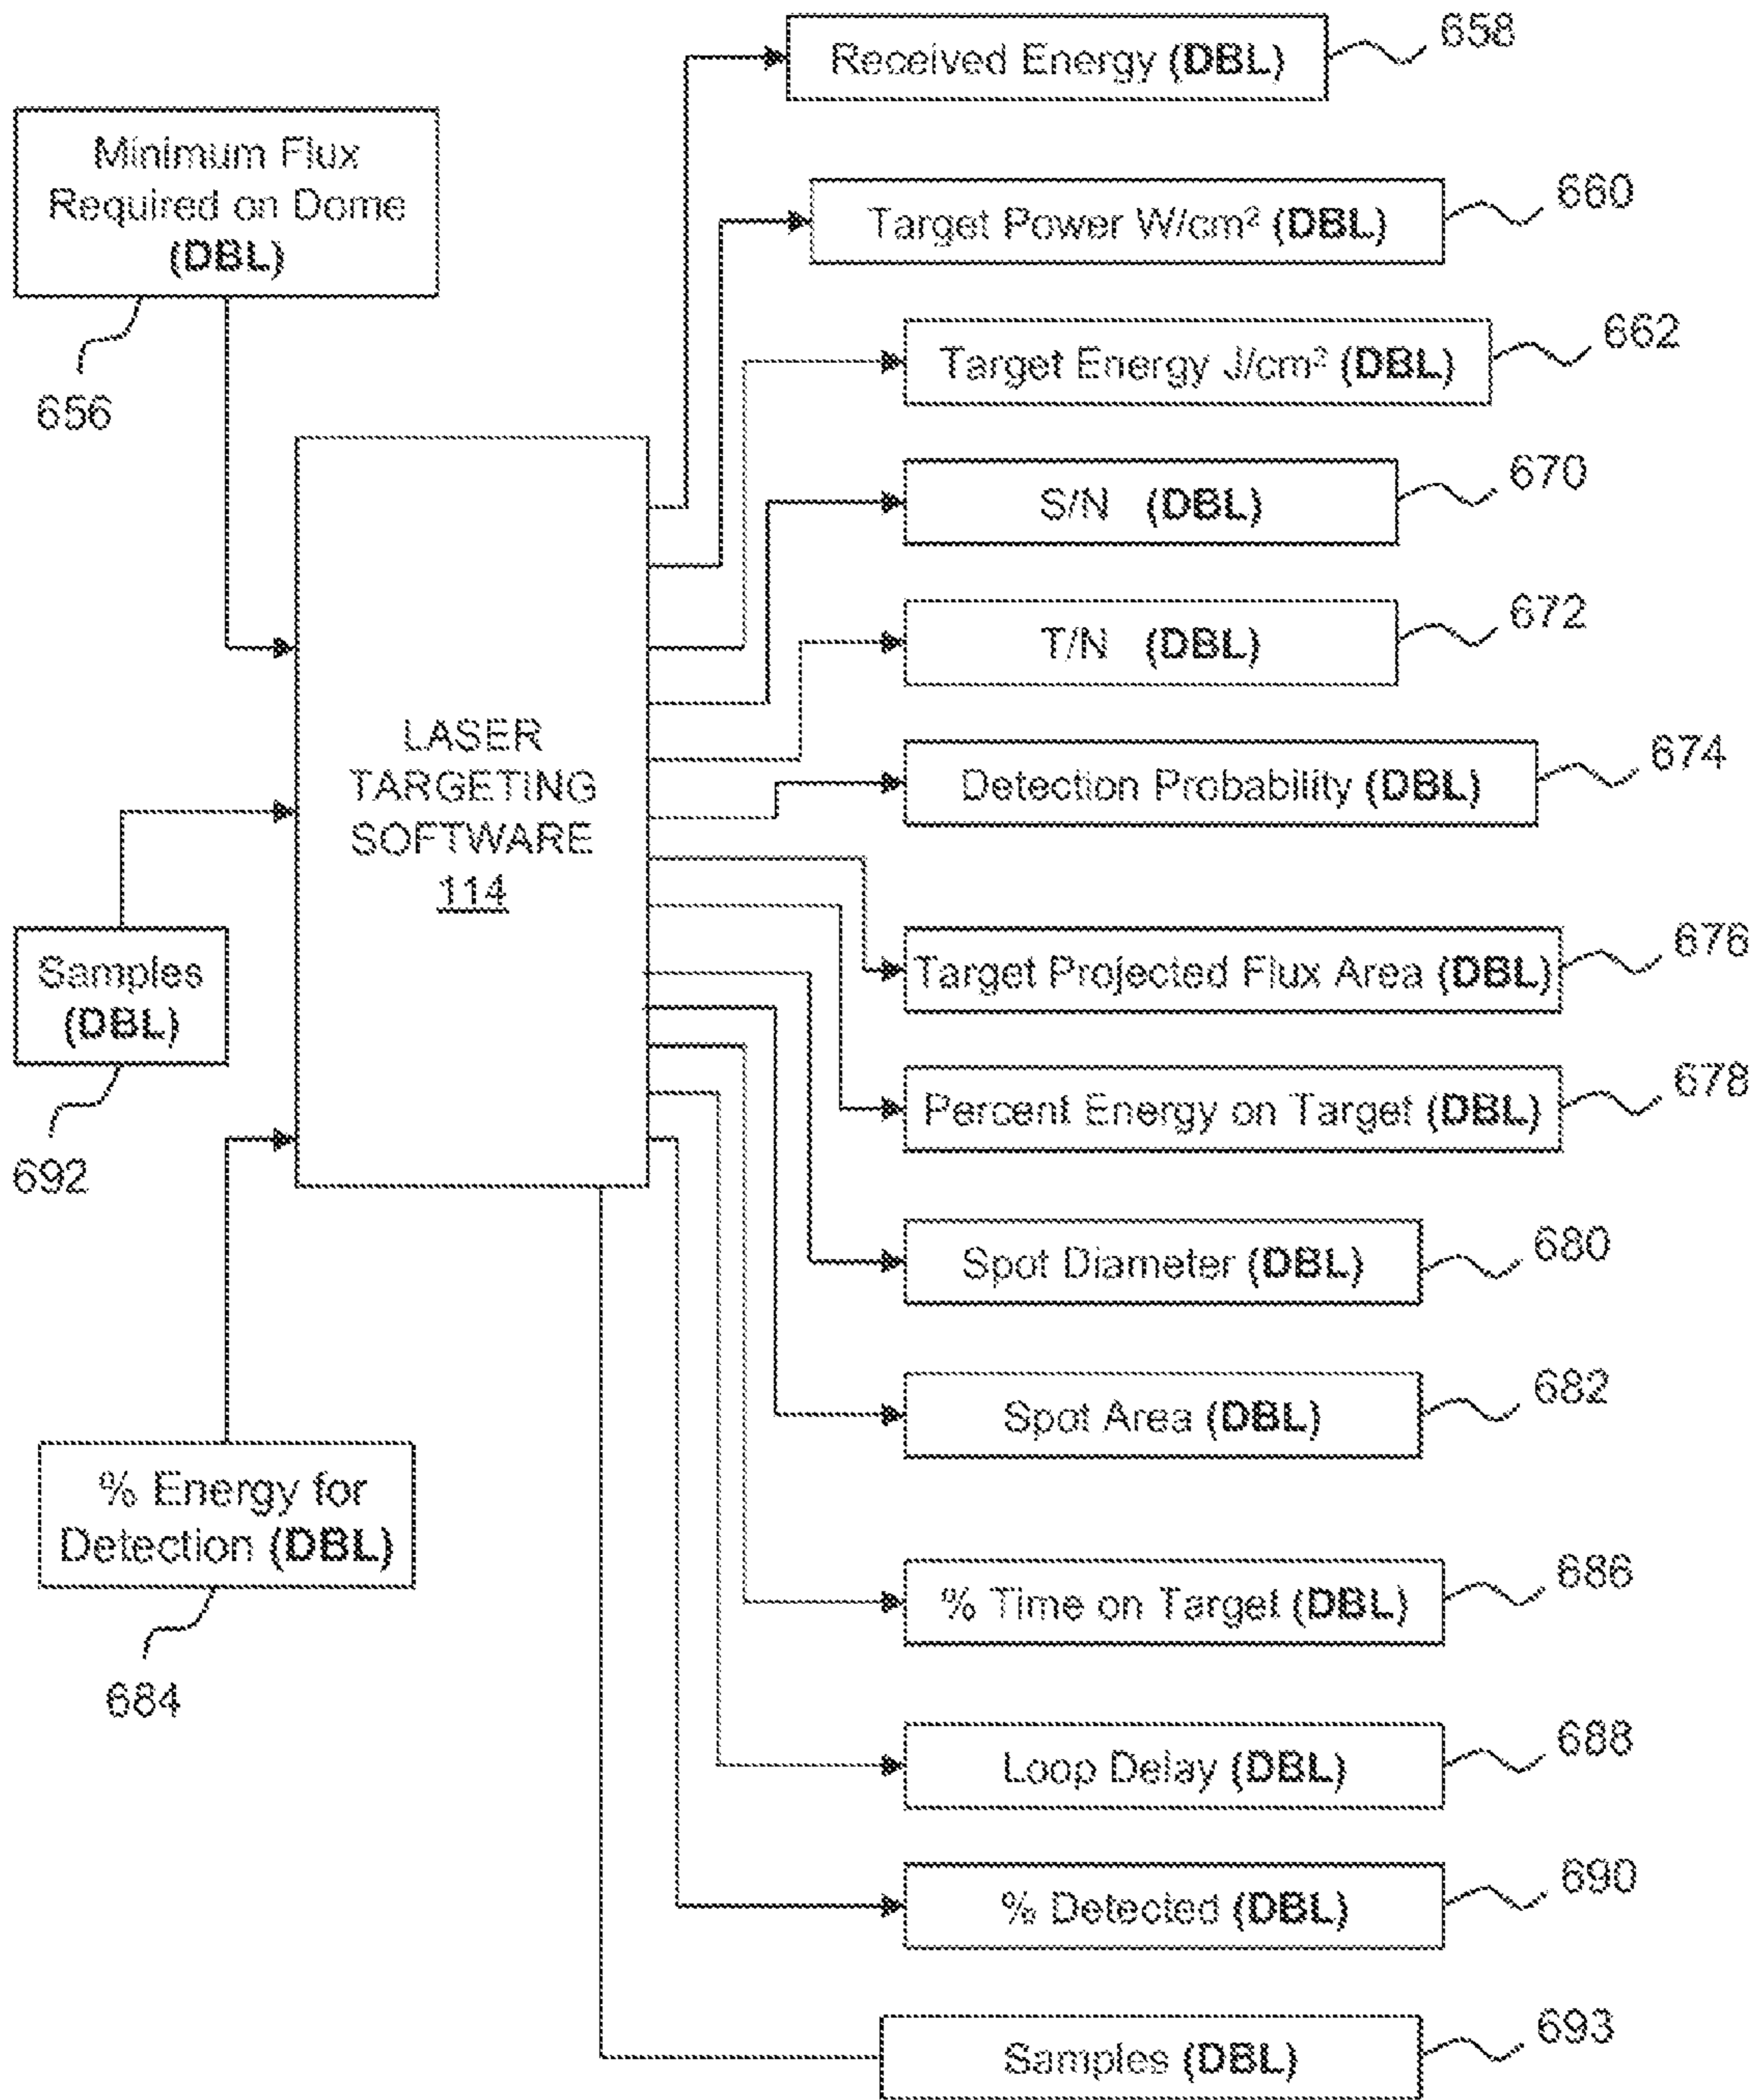 Received Energy (DBL)
658
Minimum Flux
Required on Dome
(DBL)
656
Target Power W/cm² (DBL)
660
Target Energy J/cm² (DBL)
662
S/N (DBL)
670
T/N (DBL)
672
LASER
TARGETING
SOFTWARE
114
Detection Probability (DBL)
674
Samples
(DBL)
692
Target Projected Flux Area (DBL)
676
Percent Energy on Target (DBL)
678
Spot Diameter (DBL)
680
Spot Area (DBL)
682
% Energy for
Detection (DBL)
684
% Time on Target (DBL)
686
Loop Delay (DBL)
688
% Detected (DBL)
690
Samples (DBL)
693